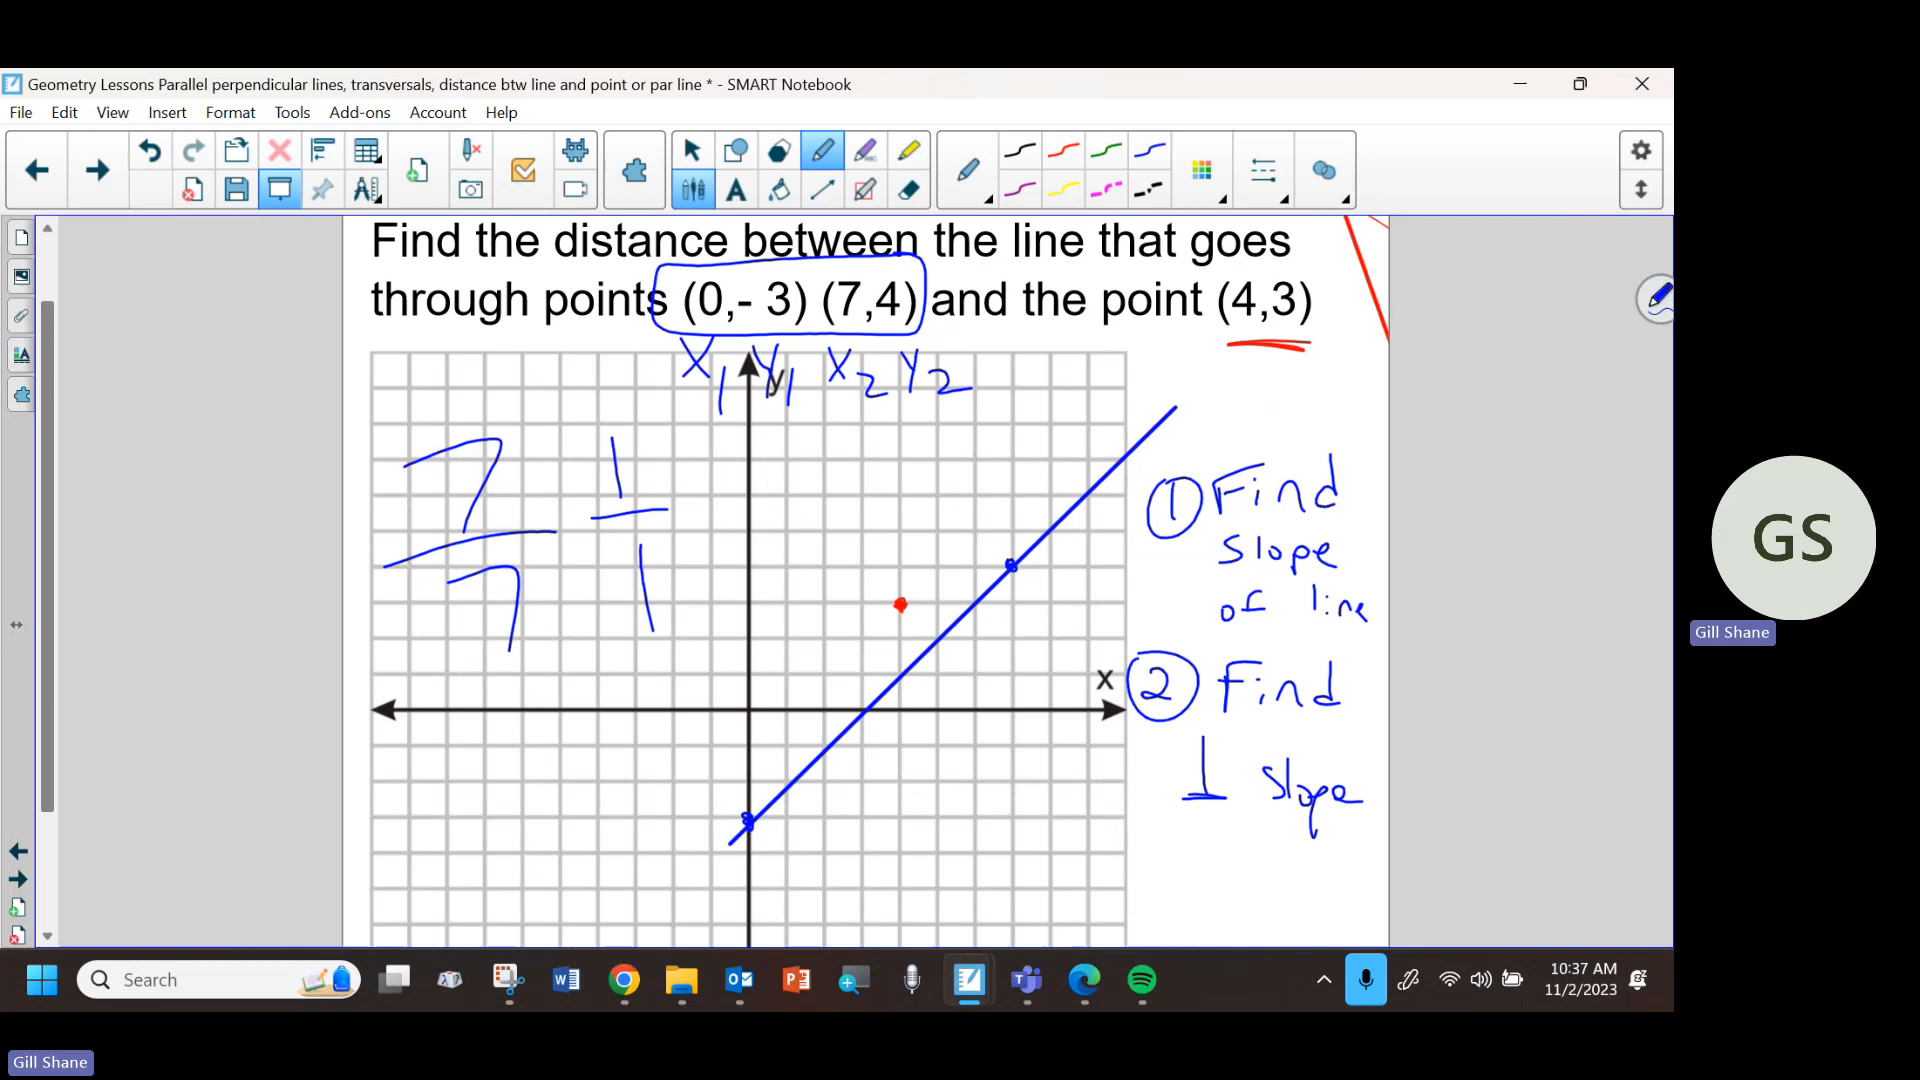 Geometry Lessons Parallel perpendicular lines, transversals, distance btw line and point or par line * - SMART Notebook
File Edit View Insert Format Tools Add-ons Account Help
Find the distance between the line that goes
through points (0,- 3) (7,4) and the point (4,3)
X1 Y1 X2 Y2
y
7
7
1
1
x
① Find
slope
of line
② Find
⊥ slope
GS
Gill Shane
Search
10:37 AM
11/2/2023
Gill Shane